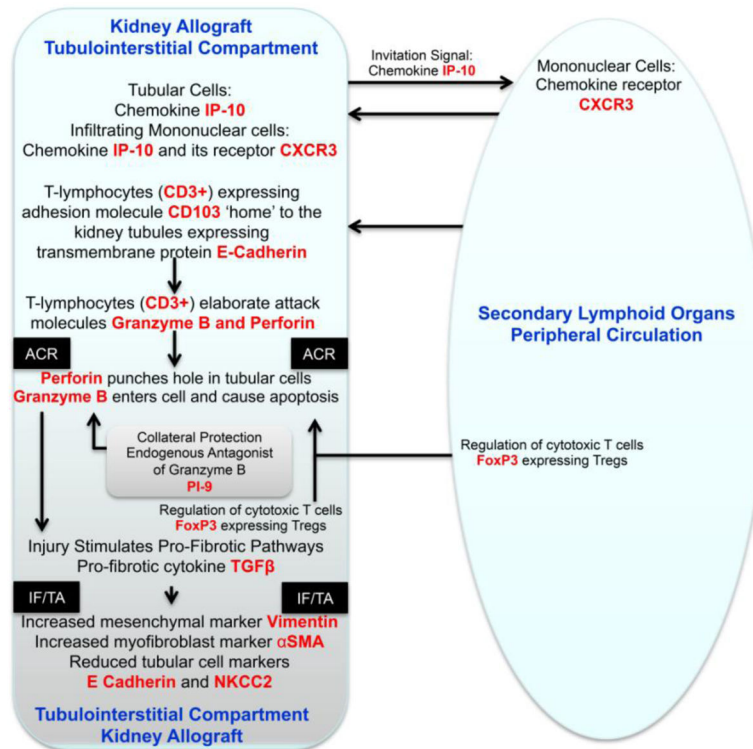 Kidney Allograft
Tubulointerstitial Compartment
Tubular Cells:
Chemokine IP-10
Infiltrating Mononuclear cells:
Chemokine IP-10 and its receptor CXCR3
Invitation Signal:
Chemokine IP-10
Mononuclear Cells:
Chemokine receptor
CXCR3
T-lymphocytes (CD3+) expressing
adhesion molecule CD103 ‘home’ to the
kidney tubules expressing
transmembrane protein E-Cadherin
T-lymphocytes (CD3+) elaborate attack
molecules Granzyme B and Perforin
Secondary Lymphoid Organs
Peripheral Circulation
ACR
ACR
Perforin punches hole in tubular cells
Granzyme B enters cell and cause apoptosis
Collateral Protection
Endogenous Antagonist
of Granzyme B
PI-9
Regulation of cytotoxic T cells
FoxP3 expressing Tregs
Regulation of cytotoxic T cells
FoxP3 expressing Tregs
Injury Stimulates Pro-Fibrotic Pathways
Pro-fibrotic cytokine TGFβ
IF/TA
IF/TA
Increased mesenchymal marker Vimentin
Increased myofibroblast marker αSMA
Reduced tubular cell markers
E Cadherin and NKCC2
Tubulointerstitial Compartment
Kidney Allograft